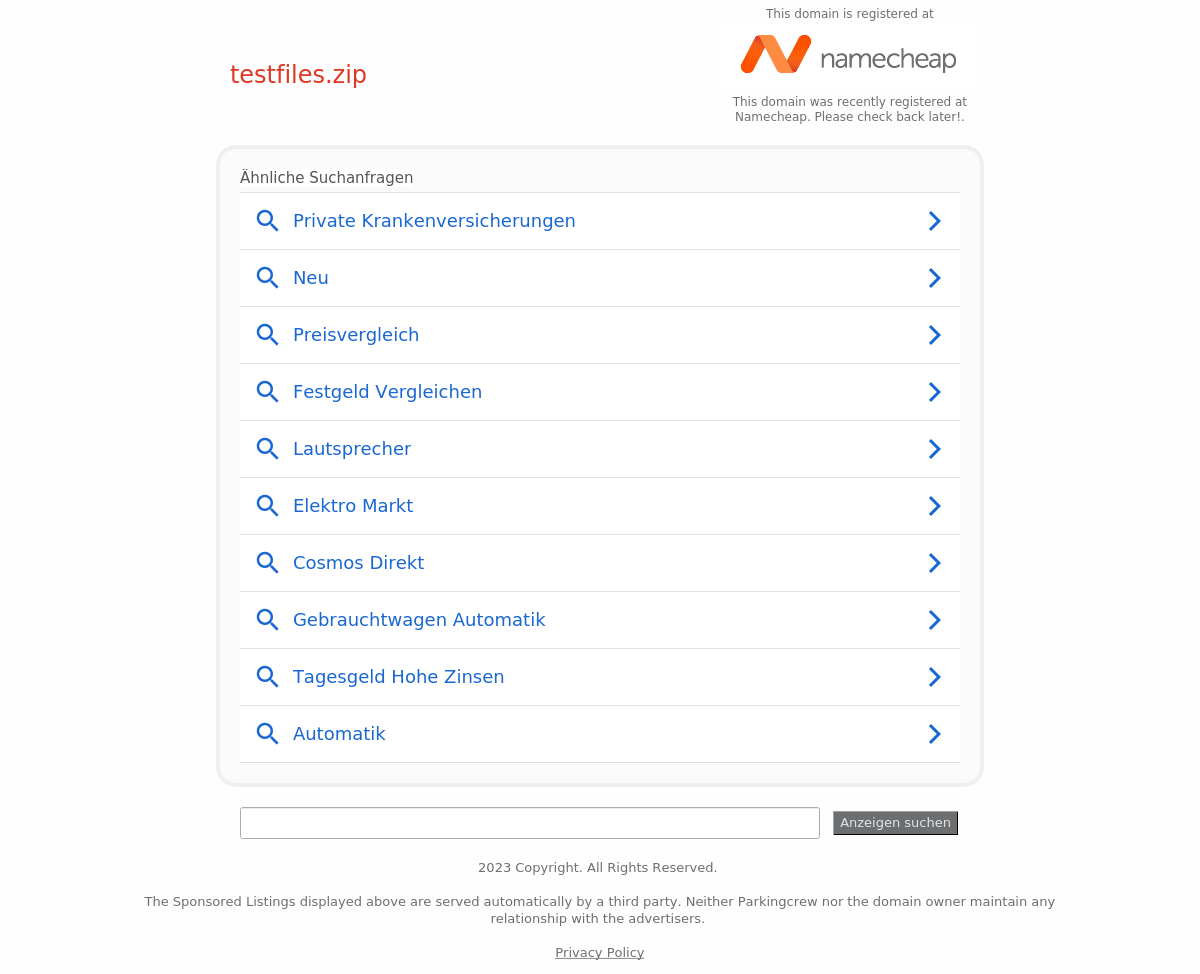 This domain is registered at
namecheap
testfiles.zip
This domain was recently registered at
Namecheap. Please check back later!.
Ähnliche Suchanfragen
Private Krankenversicherungen
Neu
Preisvergleich
Festgeld Vergleichen
Lautsprecher
Elektro Markt
Cosmos Direkt
Gebrauchtwagen Automatik
Tagesgeld Hohe Zinsen
Automatik
Anzeigen suchen
2023 Copyright. All Rights Reserved.
The Sponsored Listings displayed above are served automatically by a third party. Neither Parkingcrew nor the domain owner maintain any
relationship with the advertisers.
Privacy Policy